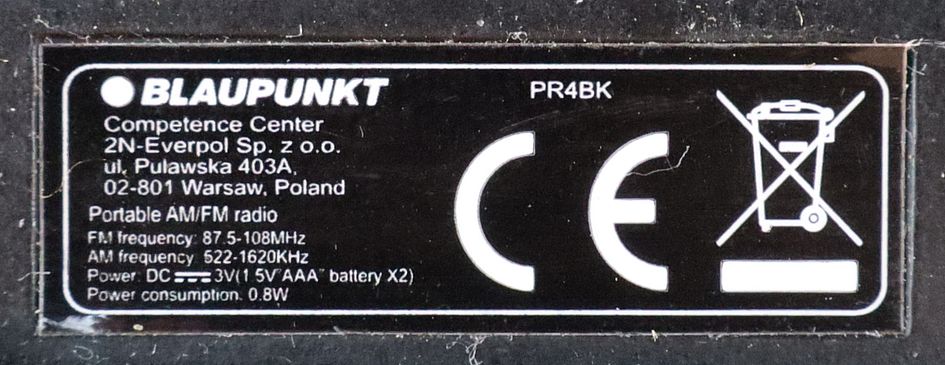 BLAUPUNKT
PR4BK
Competence Center
2N-Everpol Sp. z o.o.
ul. Pulawska 403A,
02-801 Warsaw, Poland
Portable AM/FM radio
FM frequency: 87.5-108MHz
AM frequency: 522-1620KHz
Power: DC 3V(1.5V"AAA" battery X2)
Power consumption: 0.8W
CE